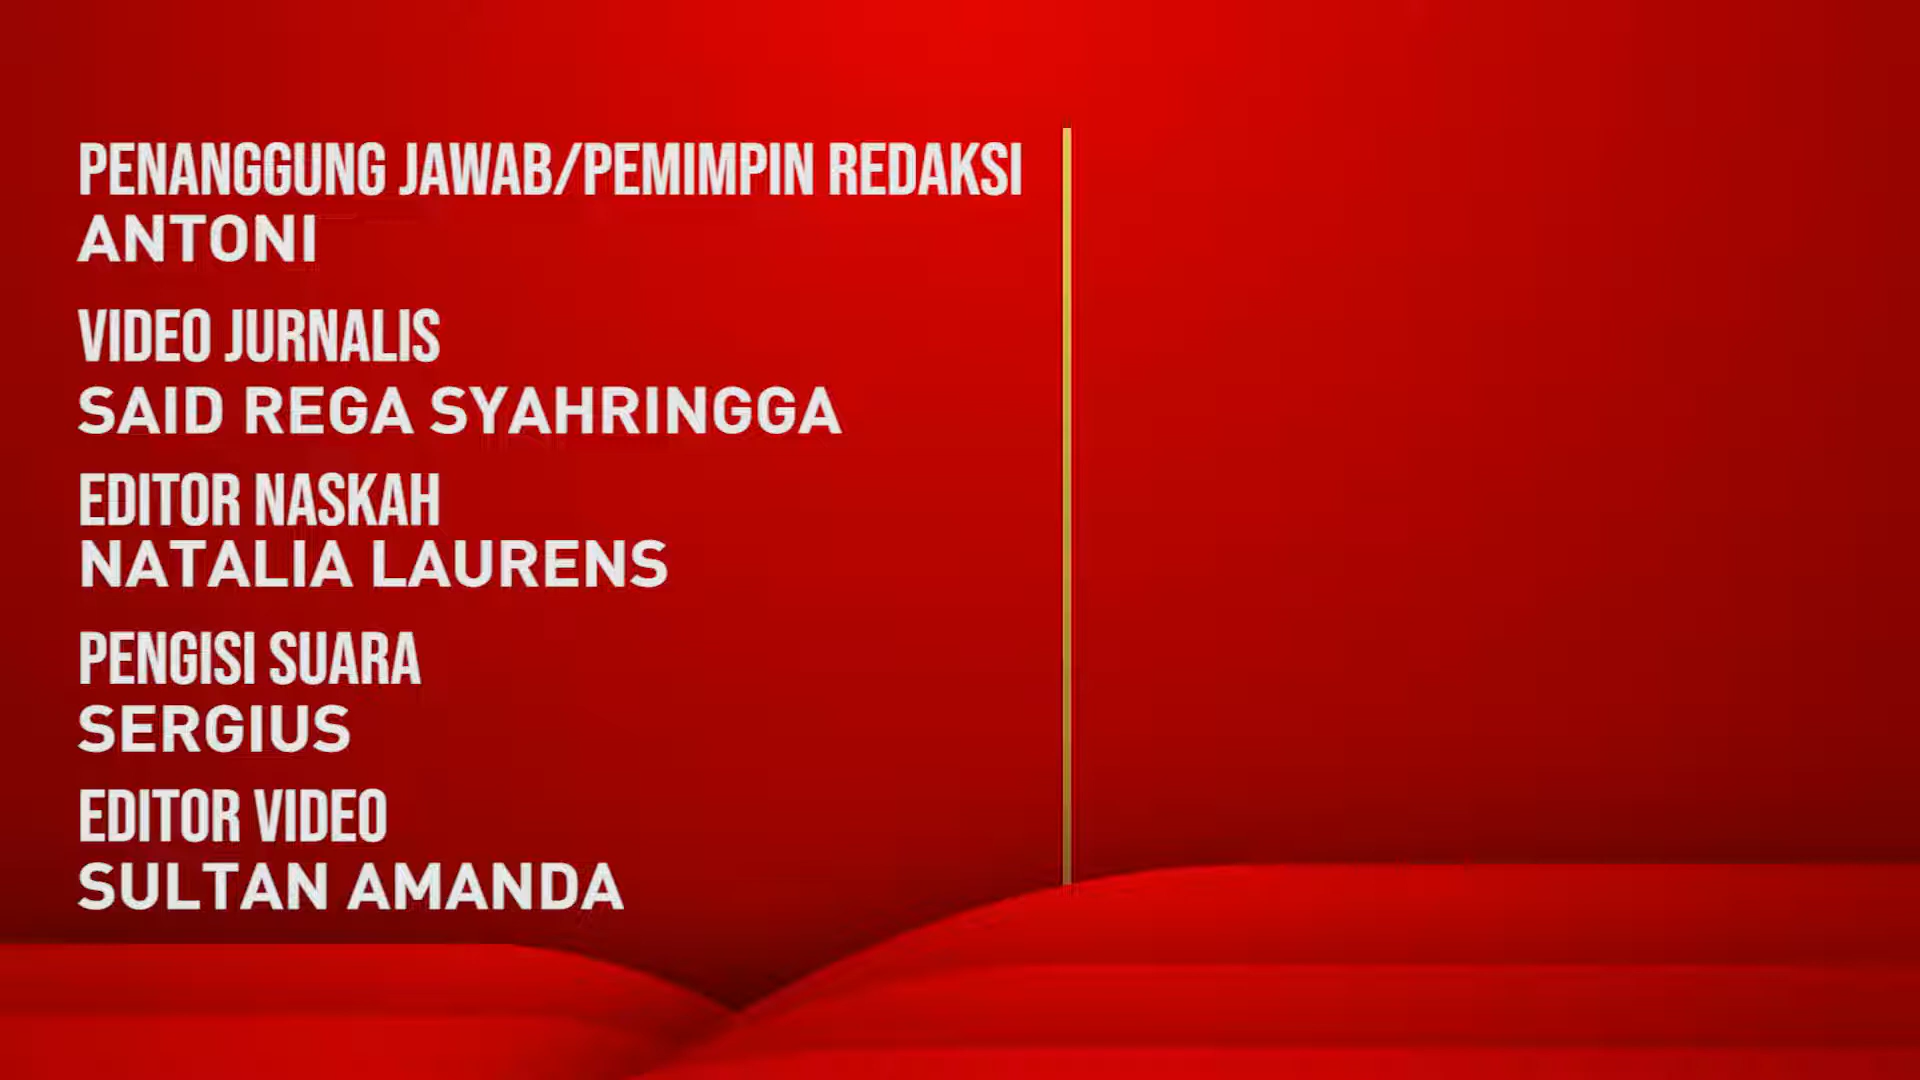 PENANGGUNG JAWAB/PEMIMPIN REDAKSI
ANTONI
VIDEO JURNALIS
SAID REGA SYAHRINGGA
EDITOR NASKAH
NATALIA LAURENS
PENGISI SUARA
SERGIUS
EDITOR VIDEO
SULTAN AMANDA